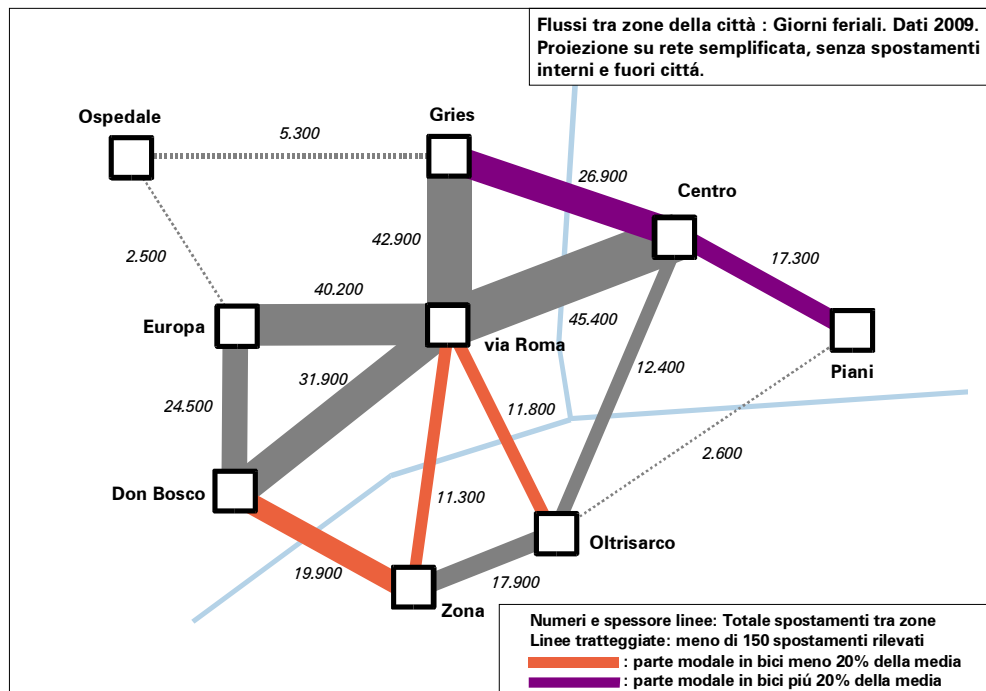 Flussi tra zone della città : Giorni feriali. Dati 2009.
Proiezione su rete semplificata, senza spostamenti
interni e fuori cittá.
Ospedale
Gries
5.300
26.900
Centro
2.500
42.900
17.300
40.200
Europa
via Roma
45.400
Piani
31.900
12.400
24.500
11.800
2.600
Don Bosco
11.300
Oltrisarco
19.900
17.900
Zona
Numeri e spessore linee: Totale spostamenti tra zone
Linee tratteggiate: meno di 150 spostamenti rilevati
: parte modale in bici meno 20% della media
: parte modale in bici piú 20% della media